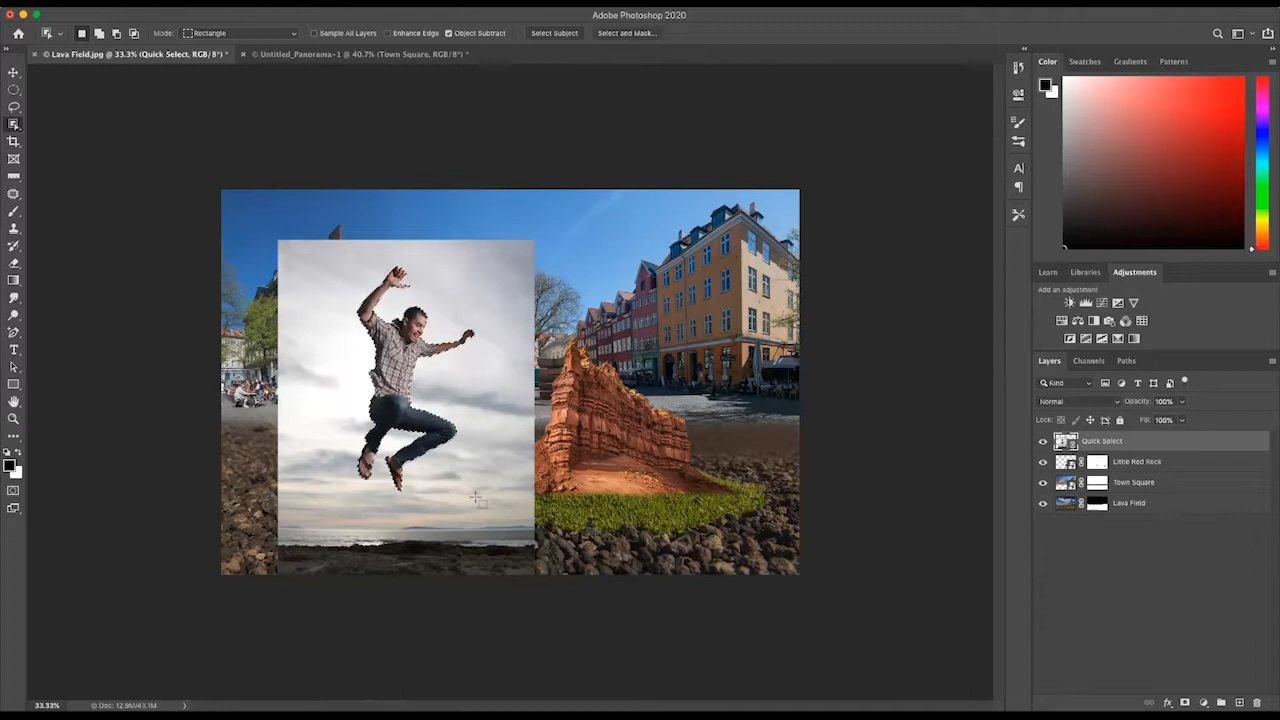 Adobe Photoshop 2020
Mode: Rectangle Sample All Layers Enhance Edge Object Subtract Select Subject Select and Mask...
© Lava Field.jpg @ 33.3% (Quick Select, RGB/8*) * © Untitled_Panorama-1 @ 40.7% (Town Square, RGB/8*) *
Color Swatches Gradients Patterns
Learn Libraries Adjustments
Add an adjustment
Layers Channels Paths
Kind
Normal Opacity: 100%
Lock: Fill: 100%
Quick Select
Little Red Rock
Town Square
Lava Field
33.33% Doc: 12.9M/43.1M